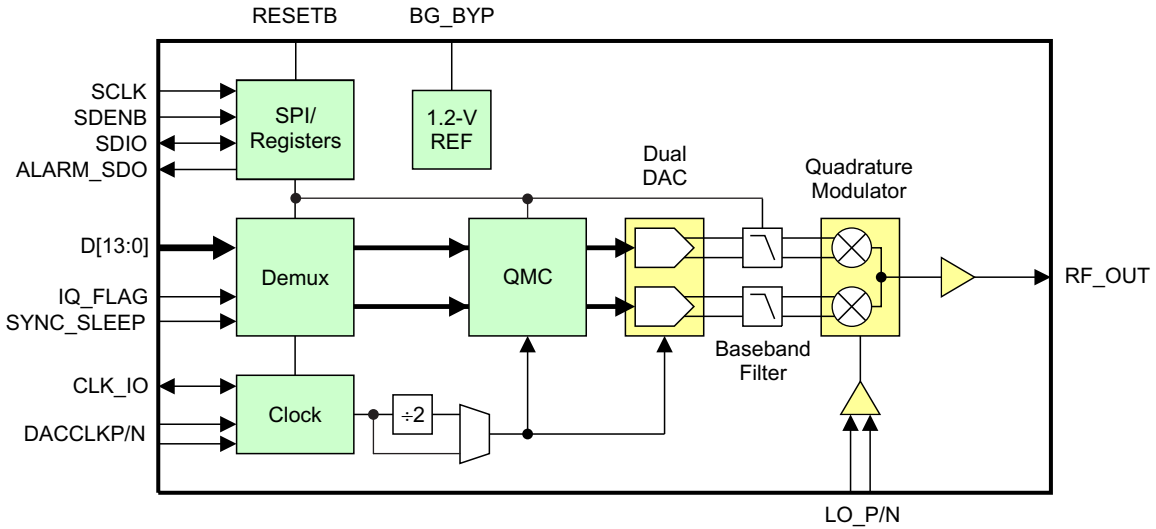 RESETB
BG_BYP
SCLK
SDENB
SDIO
ALARM_SDO
SPI/
Registers
1.2-V
REF
Dual
DAC
Quadrature
Modulator
D[13:0]
IQ_FLAG
SYNC_SLEEP
Demux
QMC
RF_OUT
Baseband
Filter
CLK_IO
DACCLKP/N
Clock
÷2
LO_P/N